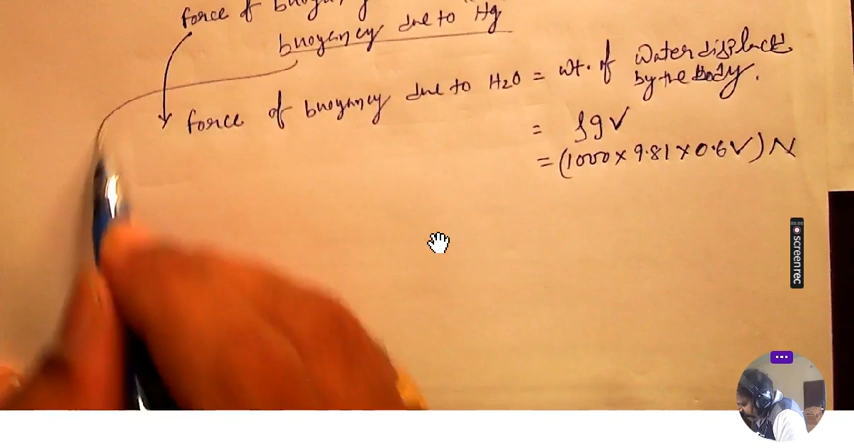 force of buoyancy
buoyancy due to Hg
force of buoyancy due to H2O = wt. of Water displaced
by the body.
= ρgV
= (1000 × 9.81 × 0.6V) N
screenrec